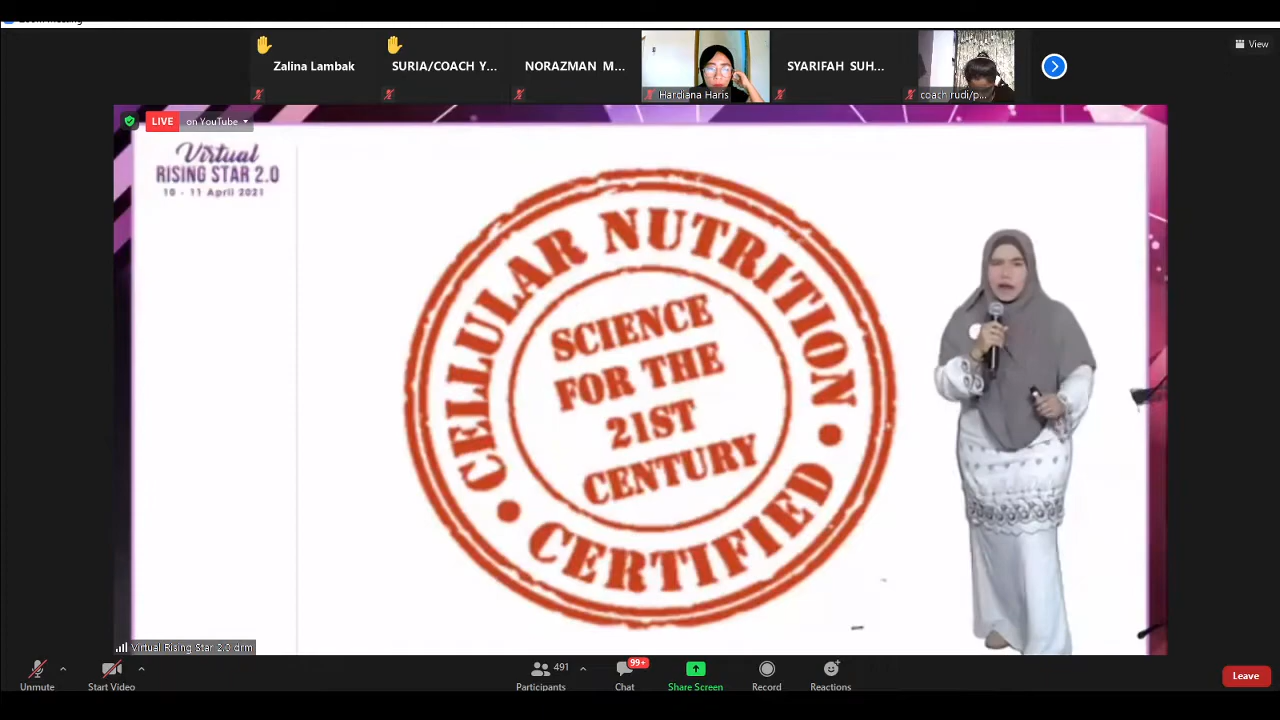 Zoom Meeting
View
Zalina Lambak
SURIA/COACH Y...
NORAZMAN M...
Hardiana Haris
SYARIFAH SUH...
coach rudi/p...
LIVE on YouTube
Virtual
RISING STAR 2.0
10 - 11 April 2021
CELLULAR NUTRITION
SCIENCE
FOR THE
21ST
CENTURY
CERTIFIED
Virtual Rising Star 2.0 drm
Unmute
Start Video
491
Participants
99+
Chat
Share Screen
Record
Reactions
Leave